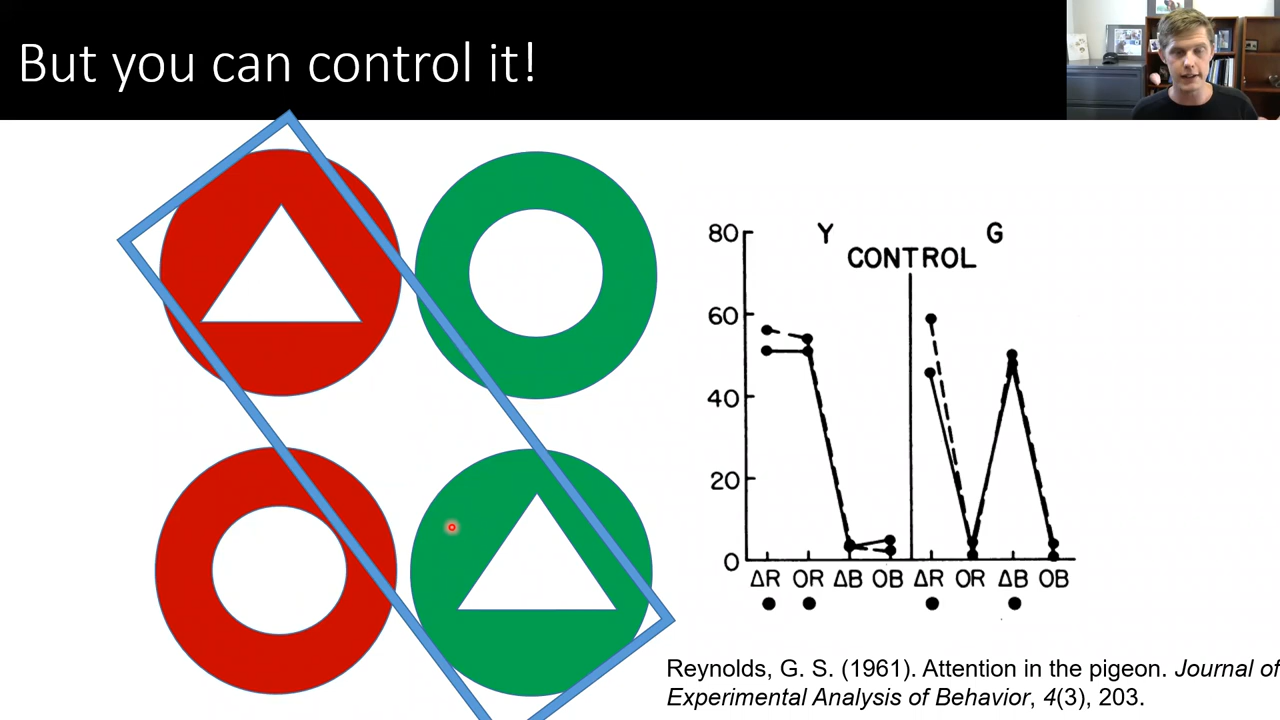 But you can control it!
Y G
CONTROL
80
60
40
20
0
ΔR OR ΔB OB ΔR OR ΔB OB
Reynolds, G. S. (1961). Attention in the pigeon. Journal of
Experimental Analysis of Behavior, 4(3), 203.